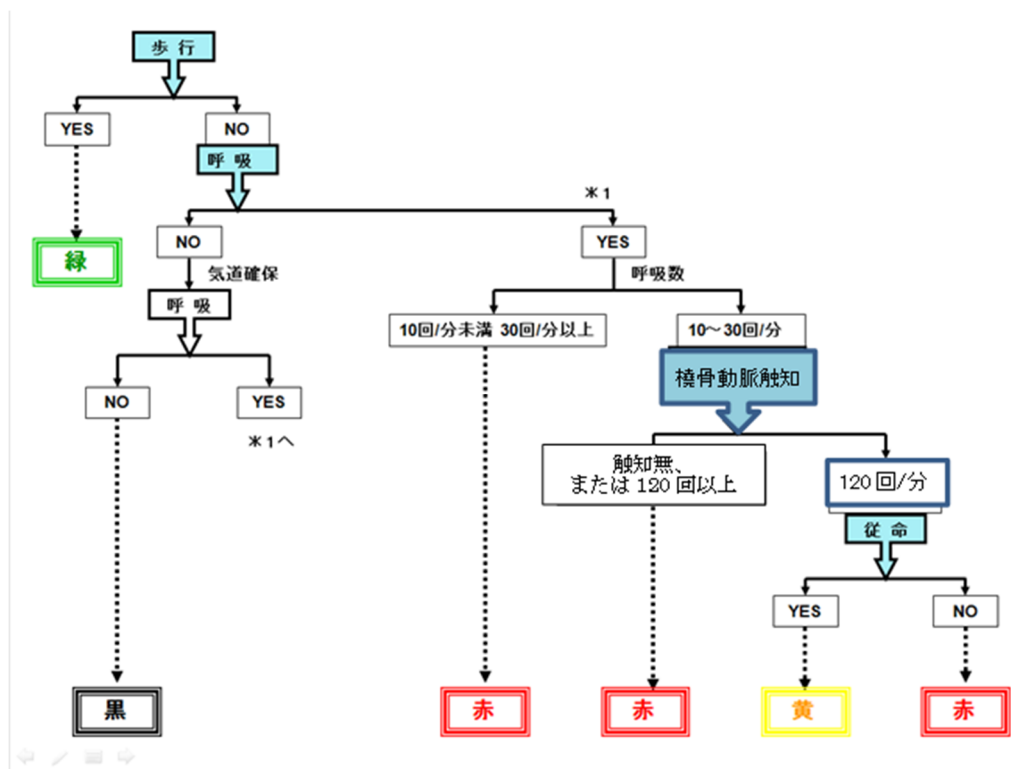 歩 行
YES
NO
呼 吸
＊1
緑
NO
YES
気道確保
呼吸数
呼 吸
10回/分未満 30回/分以上
10～30回/分
橈骨動脈触知
NO
YES
＊1へ
触知無、
または 120 回以上
120 回/分
従 命
YES
NO
黒
赤
赤
黄
赤